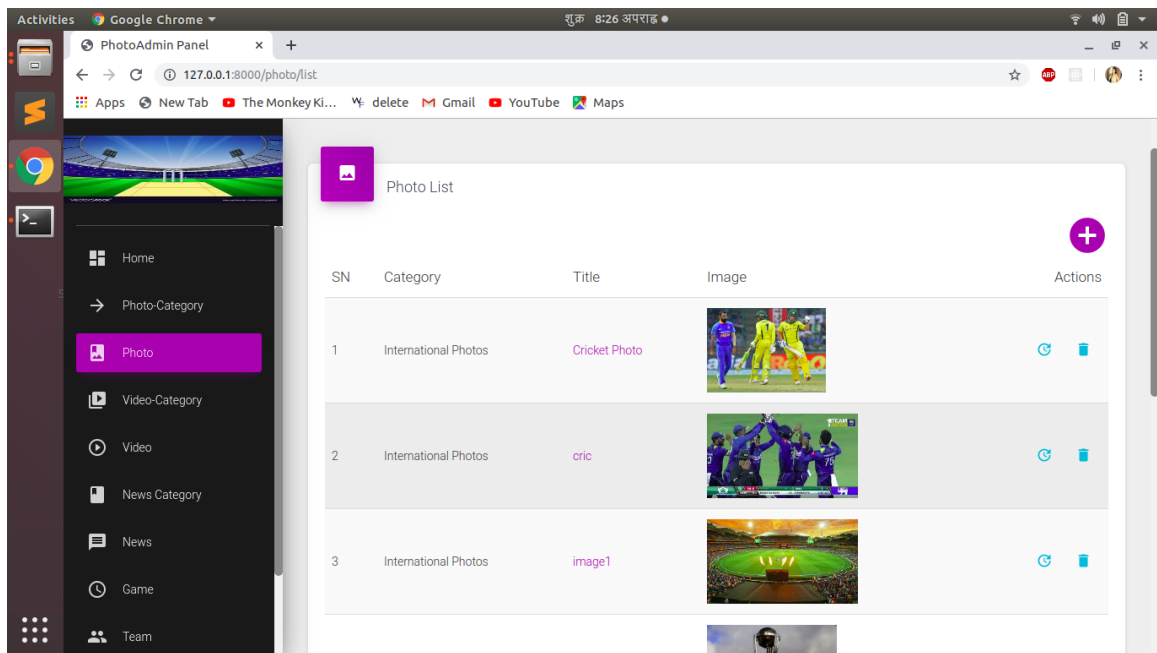 Activities Google Chrome शुक्र 8:26 अपराह्न
PhotoAdmin Panel
127.0.0.1:8000/photo/list
ABP
Apps New Tab The Monkey Ki... delete Gmail YouTube Maps
Photo List
Home
SN Category Title Image Actions
Photo-Category
Photo
1 International Photos Cricket Photo
Video-Category
Video
2 International Photos cric
75
News Category
News
3 International Photos image1
Game
Team